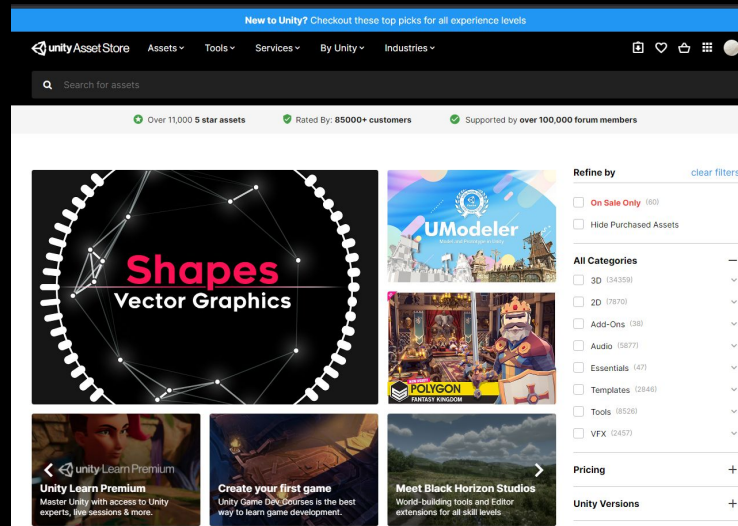 New to Unity? Checkout these top picks for all experience levels
unity Asset Store Assets Tools Services By Unity Industries
Search for assets
Over 11,000 5 star assets Rated By: 85000+ customers Supported by over 100,000 forum members
Shapes
Vector Graphics
UModeler
POLYGON
FANTASY KINGDOM
unity Learn Premium
Unity Learn Premium
Master Unity with access to Unity
experts, live sessions & more.
Create your first game
Unity Game Dev Courses is the best
way to learn game development.
Meet Black Horizon Studios
World-building tools and Editor
extensions for all skill levels
Refine by clear filters
On Sale Only (60)
Hide Purchased Assets
All Categories
3D (34359)
2D (7870)
Add-Ons (38)
Audio (5877)
Essentials (47)
Templates (2846)
Tools (8526)
VFX (2457)
Pricing
Unity Versions